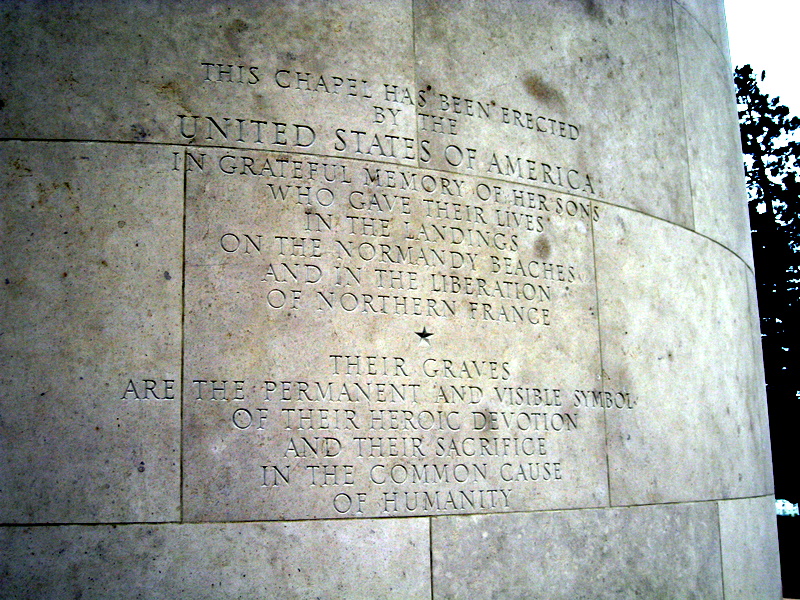 THIS CHAPEL HAS BEEN ERECTED
BY THE
UNITED STATES OF AMERICA
IN GRATEFUL MEMORY OF HER SONS
WHO GAVE THEIR LIVES
IN THE LANDINGS
ON THE NORMANDY BEACHES
AND IN THE LIBERATION
OF NORTHERN FRANCE
THEIR GRAVES
ARE THE PERMANENT AND VISIBLE SYMBOL
OF THEIR HEROIC DEVOTION
AND THEIR SACRIFICE
IN THE COMMON CAUSE
OF HUMANITY